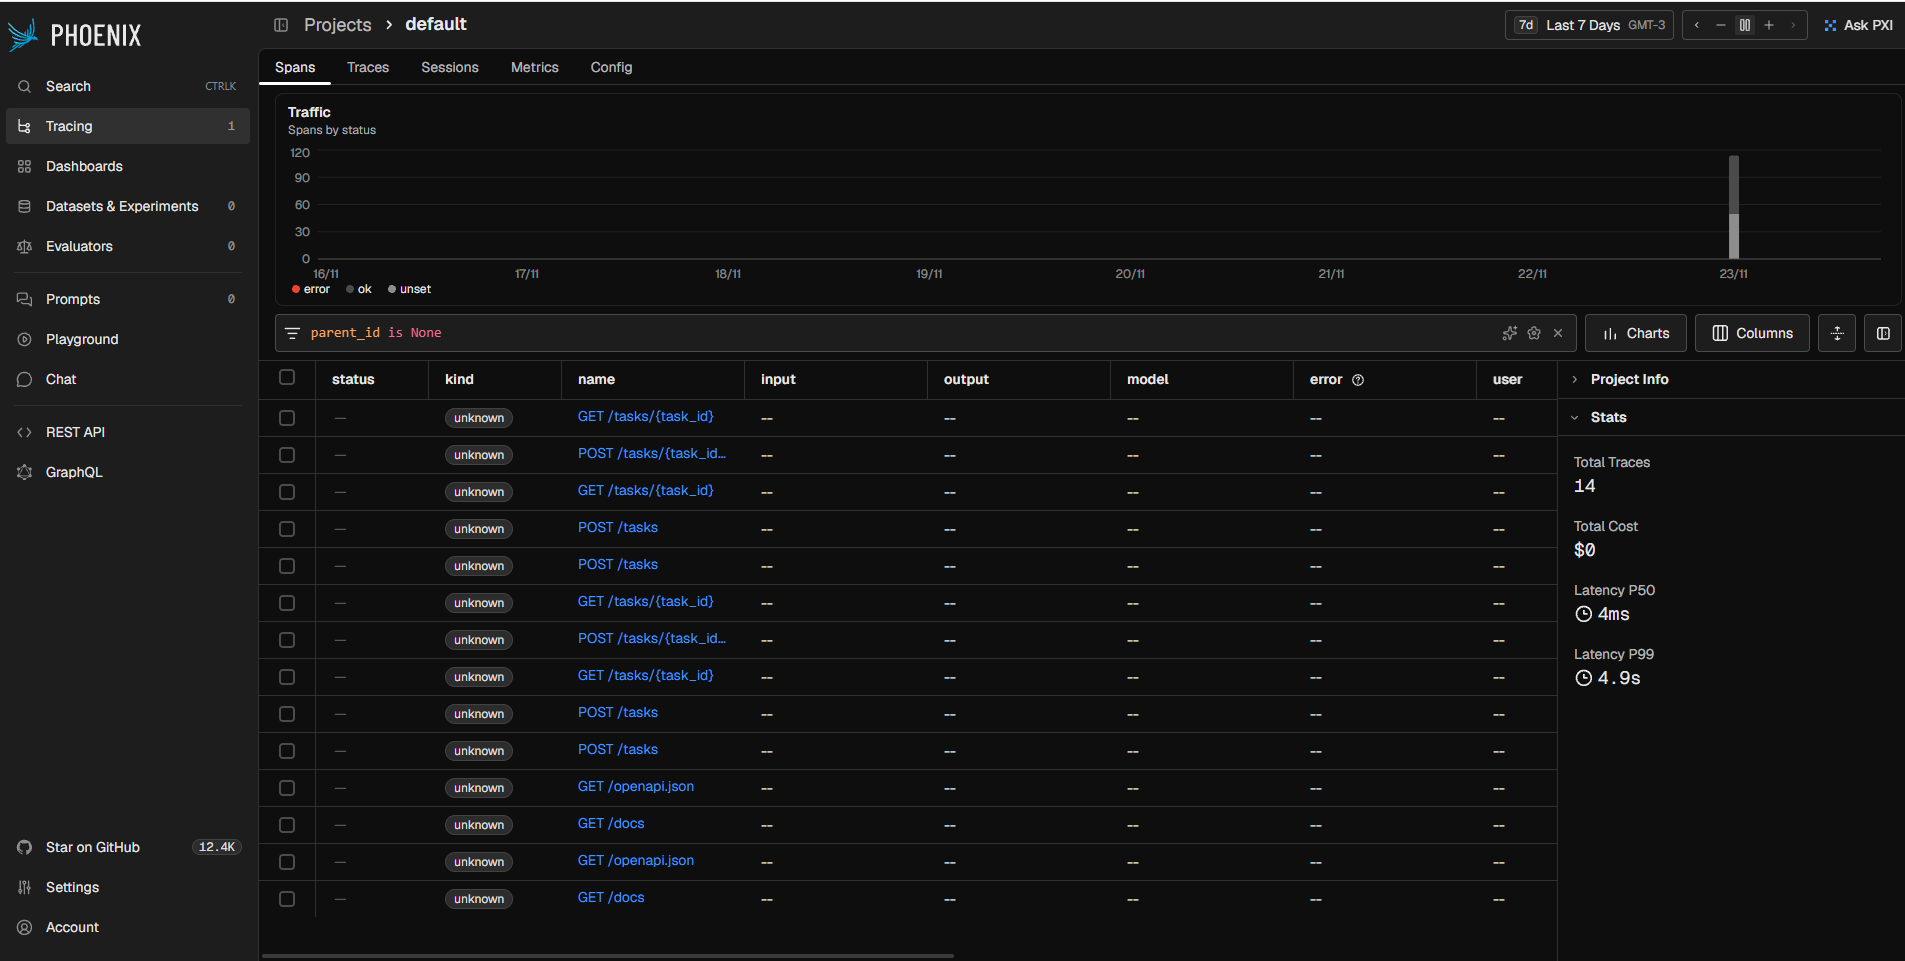 PHOENIX
Search CTRLK
Tracing 1
Dashboards
Datasets & Experiments 0
Evaluators 0
Prompts 0
Playground
Chat
REST API
GraphQL
Star on GitHub 12.4K
Settings
Account
Projects › default
7d Last 7 Days GMT-3
Ask PXI
Spans Traces Sessions Metrics Config
Traffic
Spans by status
120
90
60
30
0
16/11 17/11 18/11 19/11 20/11 21/11 22/11 23/11
error ok unset
parent_id is None
Charts Columns
status kind name input output model error user
— unknown GET /tasks/{task_id} -- -- -- -- --
— unknown POST /tasks/{task_id… -- -- -- -- --
— unknown GET /tasks/{task_id} -- -- -- -- --
— unknown POST /tasks -- -- -- -- --
— unknown POST /tasks -- -- -- -- --
— unknown GET /tasks/{task_id} -- -- -- -- --
— unknown POST /tasks/{task_id… -- -- -- -- --
— unknown GET /tasks/{task_id} -- -- -- -- --
— unknown POST /tasks -- -- -- -- --
— unknown POST /tasks -- -- -- -- --
— unknown GET /openapi.json -- -- -- -- --
— unknown GET /docs -- -- -- -- --
— unknown GET /openapi.json -- -- -- -- --
— unknown GET /docs -- -- -- -- --
Project Info
Stats
Total Traces
14
Total Cost
$0
Latency P50
4ms
Latency P99
4.9s